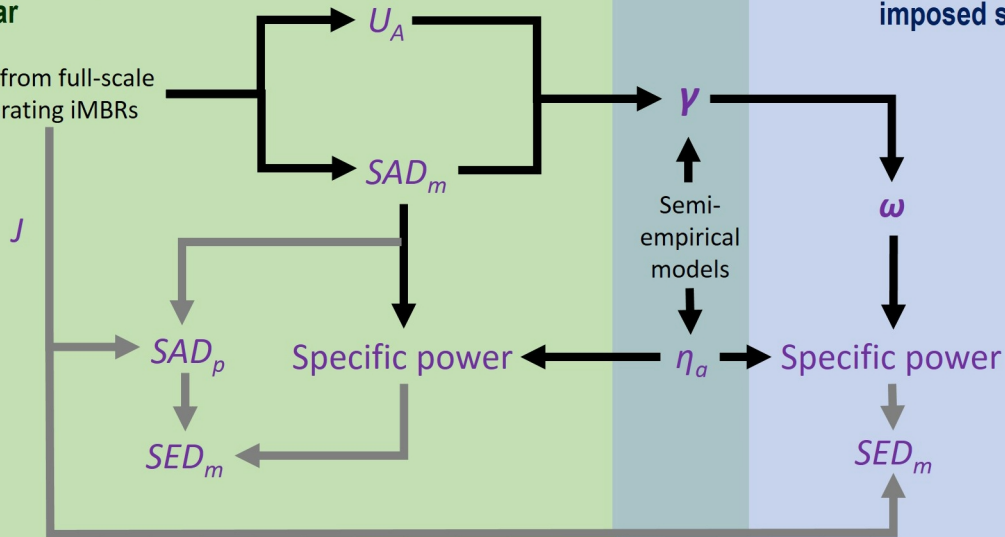 ar
imposed s
U_A
from full-scale
rating iMBRs
γ
SAD_m
J
ω
Semi-
empirical
models
SAD_p
Specific power
η_a
Specific power
SED_m
SED_m